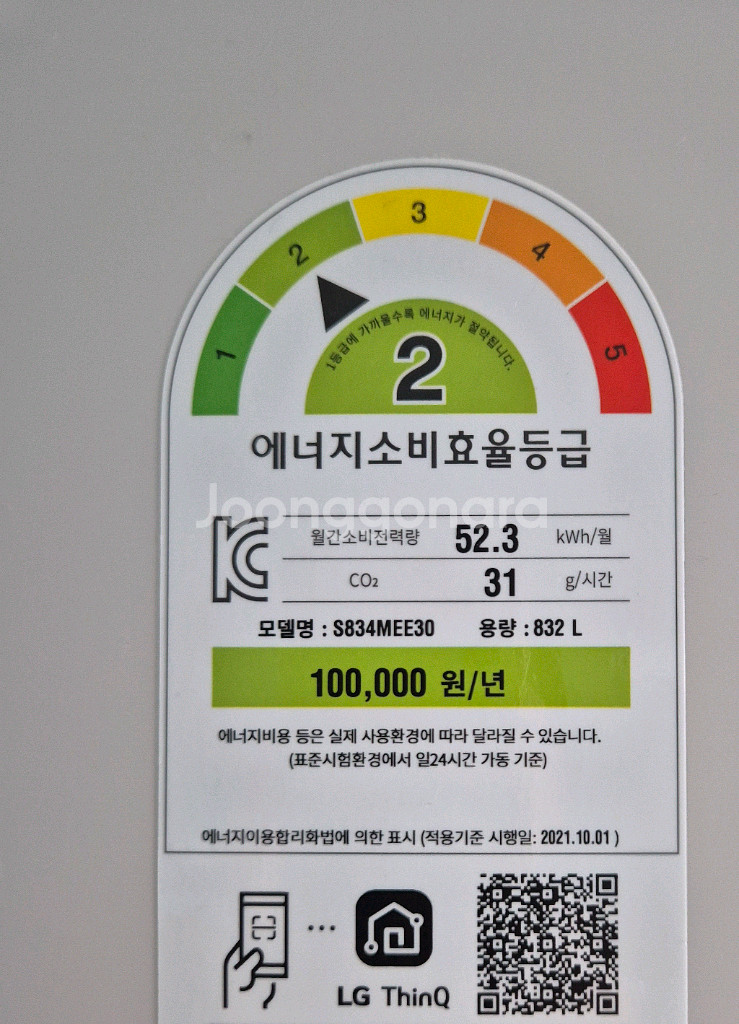 1 2 3 4 5
1등급에 가까울수록 에너지가 절약됩니다.
2
에너지소비효율등급
Joonggonara
월간소비전력량 52.3 kWh/월
CO₂ 31 g/시간
모델명 : S834MEE30 용량 : 832 L
100,000 원/년
에너지비용 등은 실제 사용환경에 따라 달라질 수 있습니다.
(표준시험환경에서 일24시간 가동 기준)
에너지이용합리화법에 의한 표시 (적용기준 시행일: 2021.10.01 )
LG ThinQ